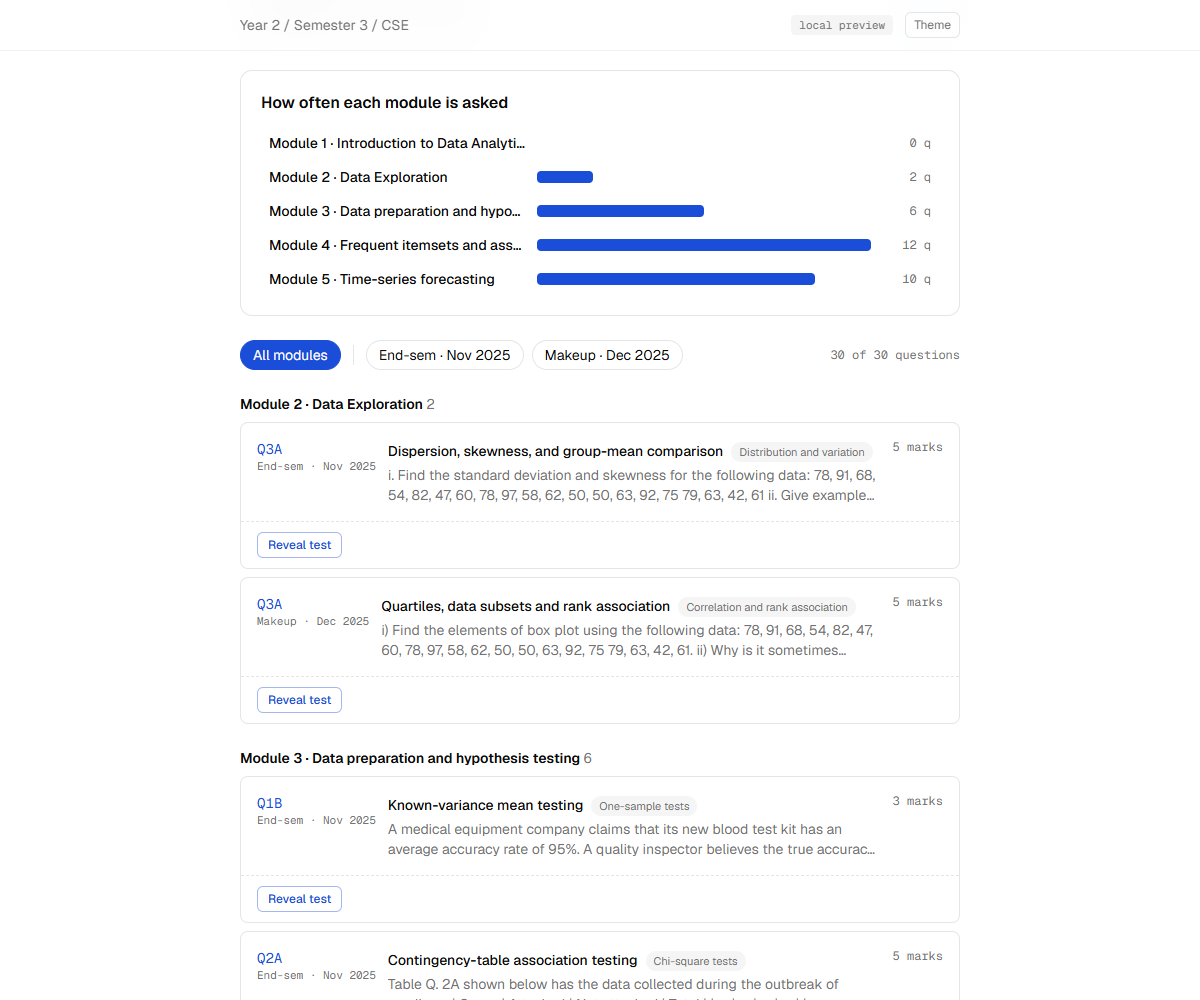 Year 2 / Semester 3 / CSE
local preview
Theme
How often each module is asked
Module 1 · Introduction to Data Analyti...
0 q
Module 2 · Data Exploration
2 q
Module 3 · Data preparation and hypo...
6 q
Module 4 · Frequent itemsets and ass...
12 q
Module 5 · Time-series forecasting
10 q
All modules
End-sem · Nov 2025
Makeup · Dec 2025
30 of 30 questions
Module 2 · Data Exploration 2
Q3A
End-sem · Nov 2025
Dispersion, skewness, and group-mean comparison
Distribution and variation
5 marks
i. Find the standard deviation and skewness for the following data: 78, 91, 68,
54, 82, 47, 60, 78, 97, 58, 62, 50, 50, 63, 92, 75 79, 63, 42, 61 ii. Give example...
Reveal test
Q3A
Makeup · Dec 2025
Quartiles, data subsets and rank association
Correlation and rank association
5 marks
i) Find the elements of box plot using the following data: 78, 91, 68, 54, 82, 47,
60, 78, 97, 58, 62, 50, 50, 63, 92, 75 79, 63, 42, 61. ii) Why is it sometimes...
Reveal test
Module 3 · Data preparation and hypothesis testing 6
Q1B
End-sem · Nov 2025
Known-variance mean testing
One-sample tests
3 marks
A medical equipment company claims that its new blood test kit has an
average accuracy rate of 95%. A quality inspector believes the true accurac...
Reveal test
Q2A
End-sem · Nov 2025
Contingency-table association testing
Chi-square tests
5 marks
Table Q. 2A shown below has the data collected during the outbreak of